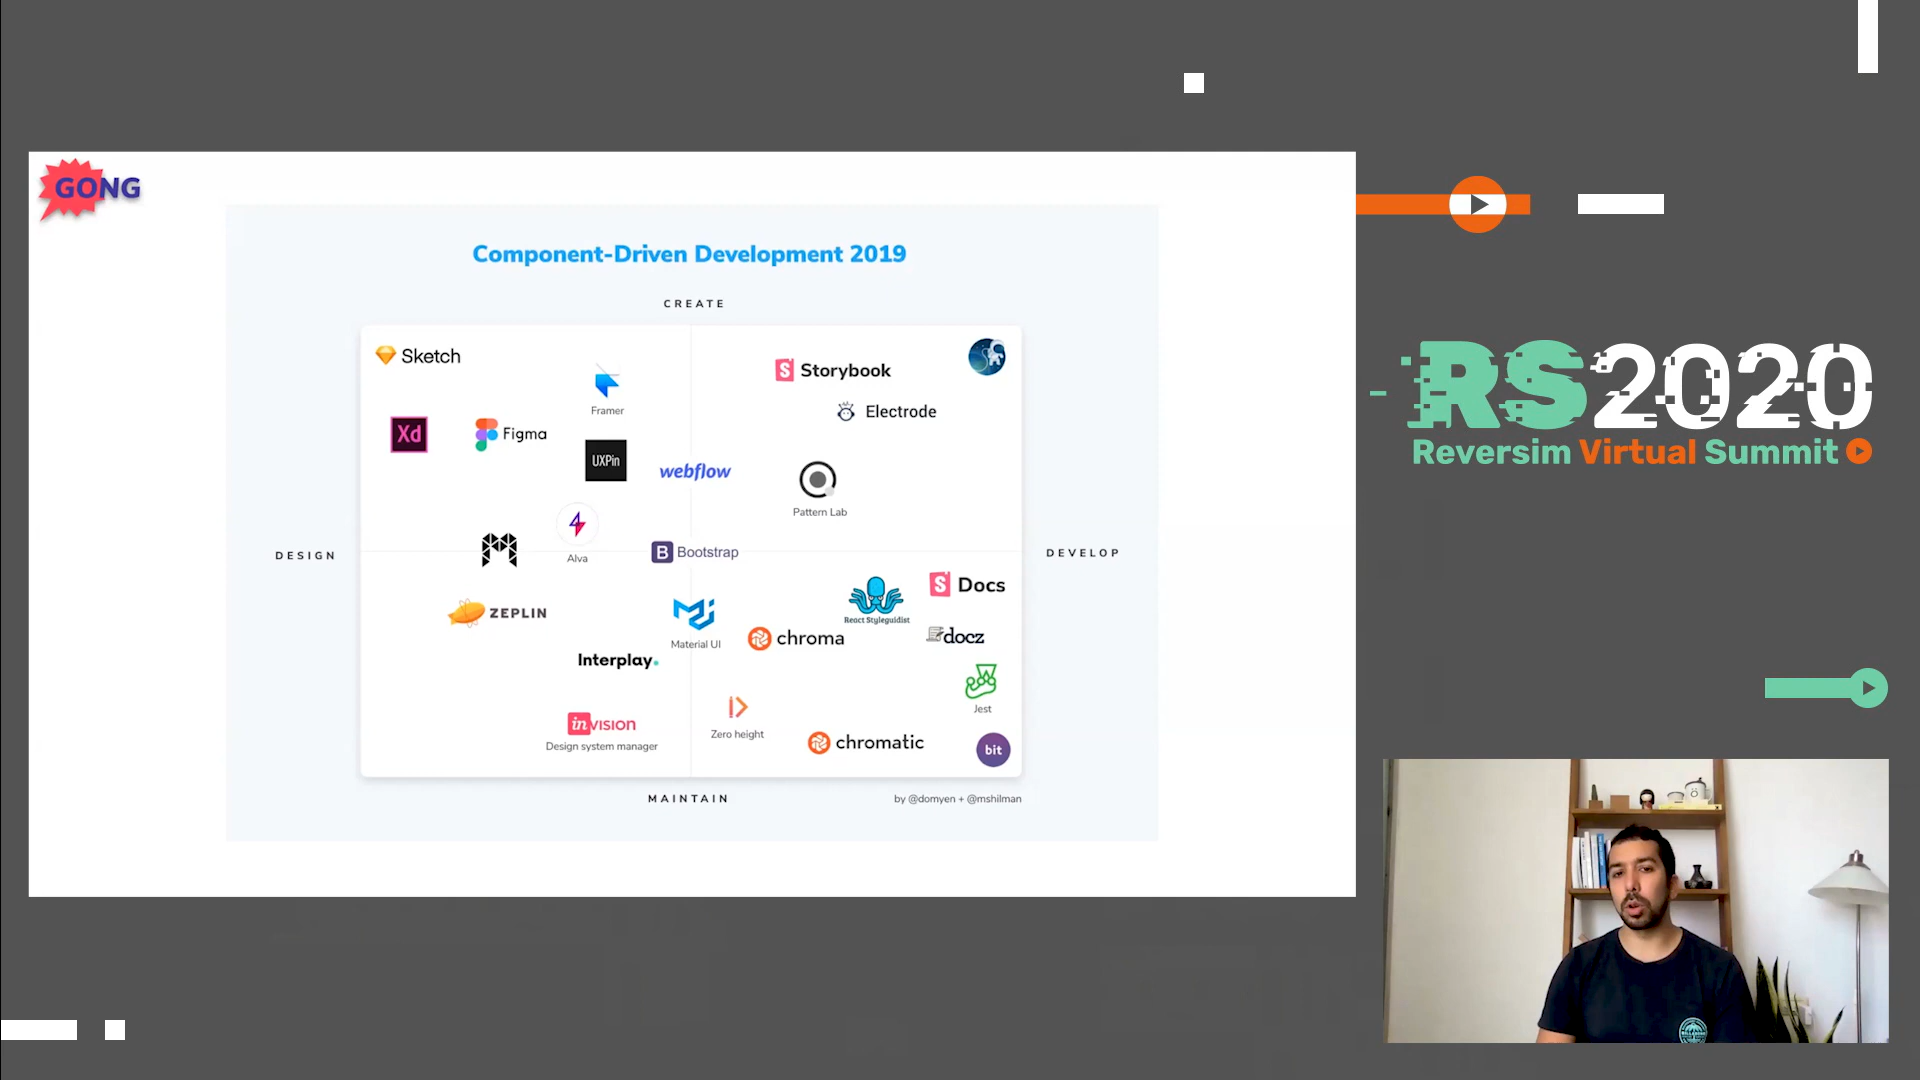 GONG
Component-Driven Development 2019
CREATE
Sketch
Storybook
Framer
Electrode
Xd
Figma
UXPin
webflow
Pattern Lab
Alva
Bootstrap
DESIGN
DEVELOP
Docs
ZEPLIN
Material UI
React Styleguidist
chroma
docz
Interplay.
Jest
inVISION
Design system manager
Zero height
chromatic
bit
MAINTAIN
by @domyen + @mshilman
RS2020
Reversim Virtual Summit